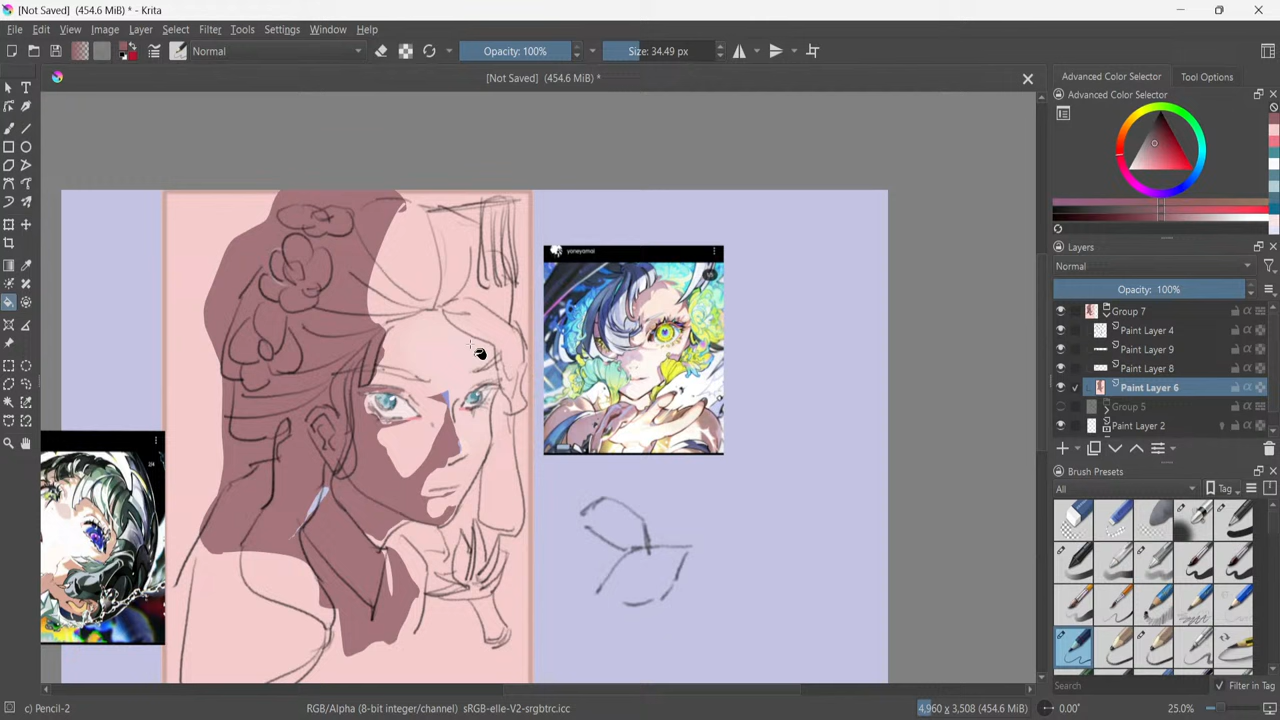 [Not Saved] (454.6 MiB) * - Krita
File Edit View Image Layer Select Filter Tools Settings Window Help
Normal Opacity: 100% Size: 34.49 px
[Not Saved] (454.6 MiB) *
Advanced Color Selector Tool Options
Advanced Color Selector
Layers
Normal
Opacity: 100%
Group 7
Paint Layer 4
Paint Layer 9
Paint Layer 8
Paint Layer 6
Group 5
Paint Layer 2
Brush Presets
All Tag
Search Filter in Tag
yoneyamai
c) Pencil-2 RGB/Alpha (8-bit integer/channel) sRGB-elle-V2-srgbtrc.icc 4,960 x 3,508 (454.6 MiB) 0.00° 25.0%